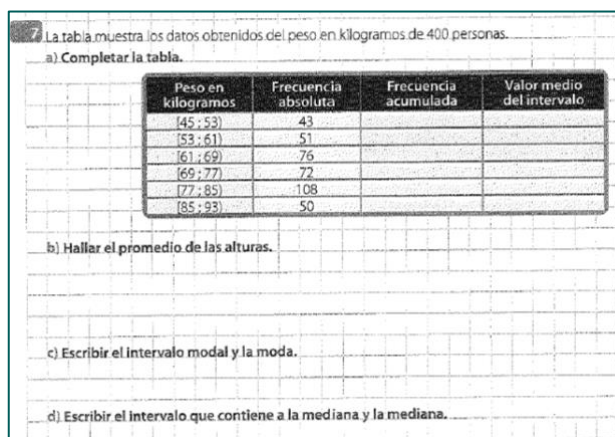 7 La tabla muestra los datos obtenidos del peso en kilogramos de 400 personas.
a) Completar la tabla.
Peso en kilogramos Frecuencia absoluta Frecuencia acumulada Valor medio del intervalo
[45 ; 53) 43
[53 ; 61) 51
[61 ; 69) 76
[69 ; 77) 72
[77 ; 85) 108
[85 ; 93) 50
b) Hallar el promedio de las alturas.
c) Escribir el intervalo modal y la moda.
d) Escribir el intervalo que contiene a la mediana y la mediana.